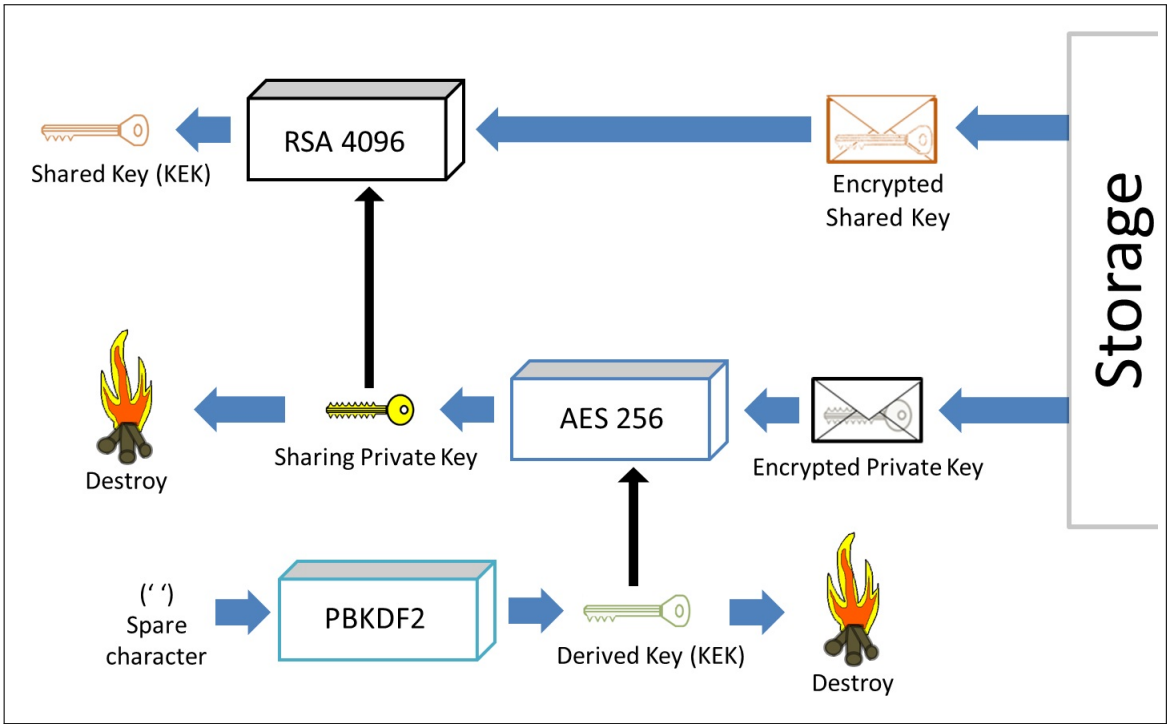 RSA 4096
Shared Key (KEK)
Encrypted
Shared Key
Storage
AES 256
Sharing Private Key
Encrypted Private Key
Destroy
(‘ ‘)
Spare
character
PBKDF2
Derived Key (KEK)
Destroy